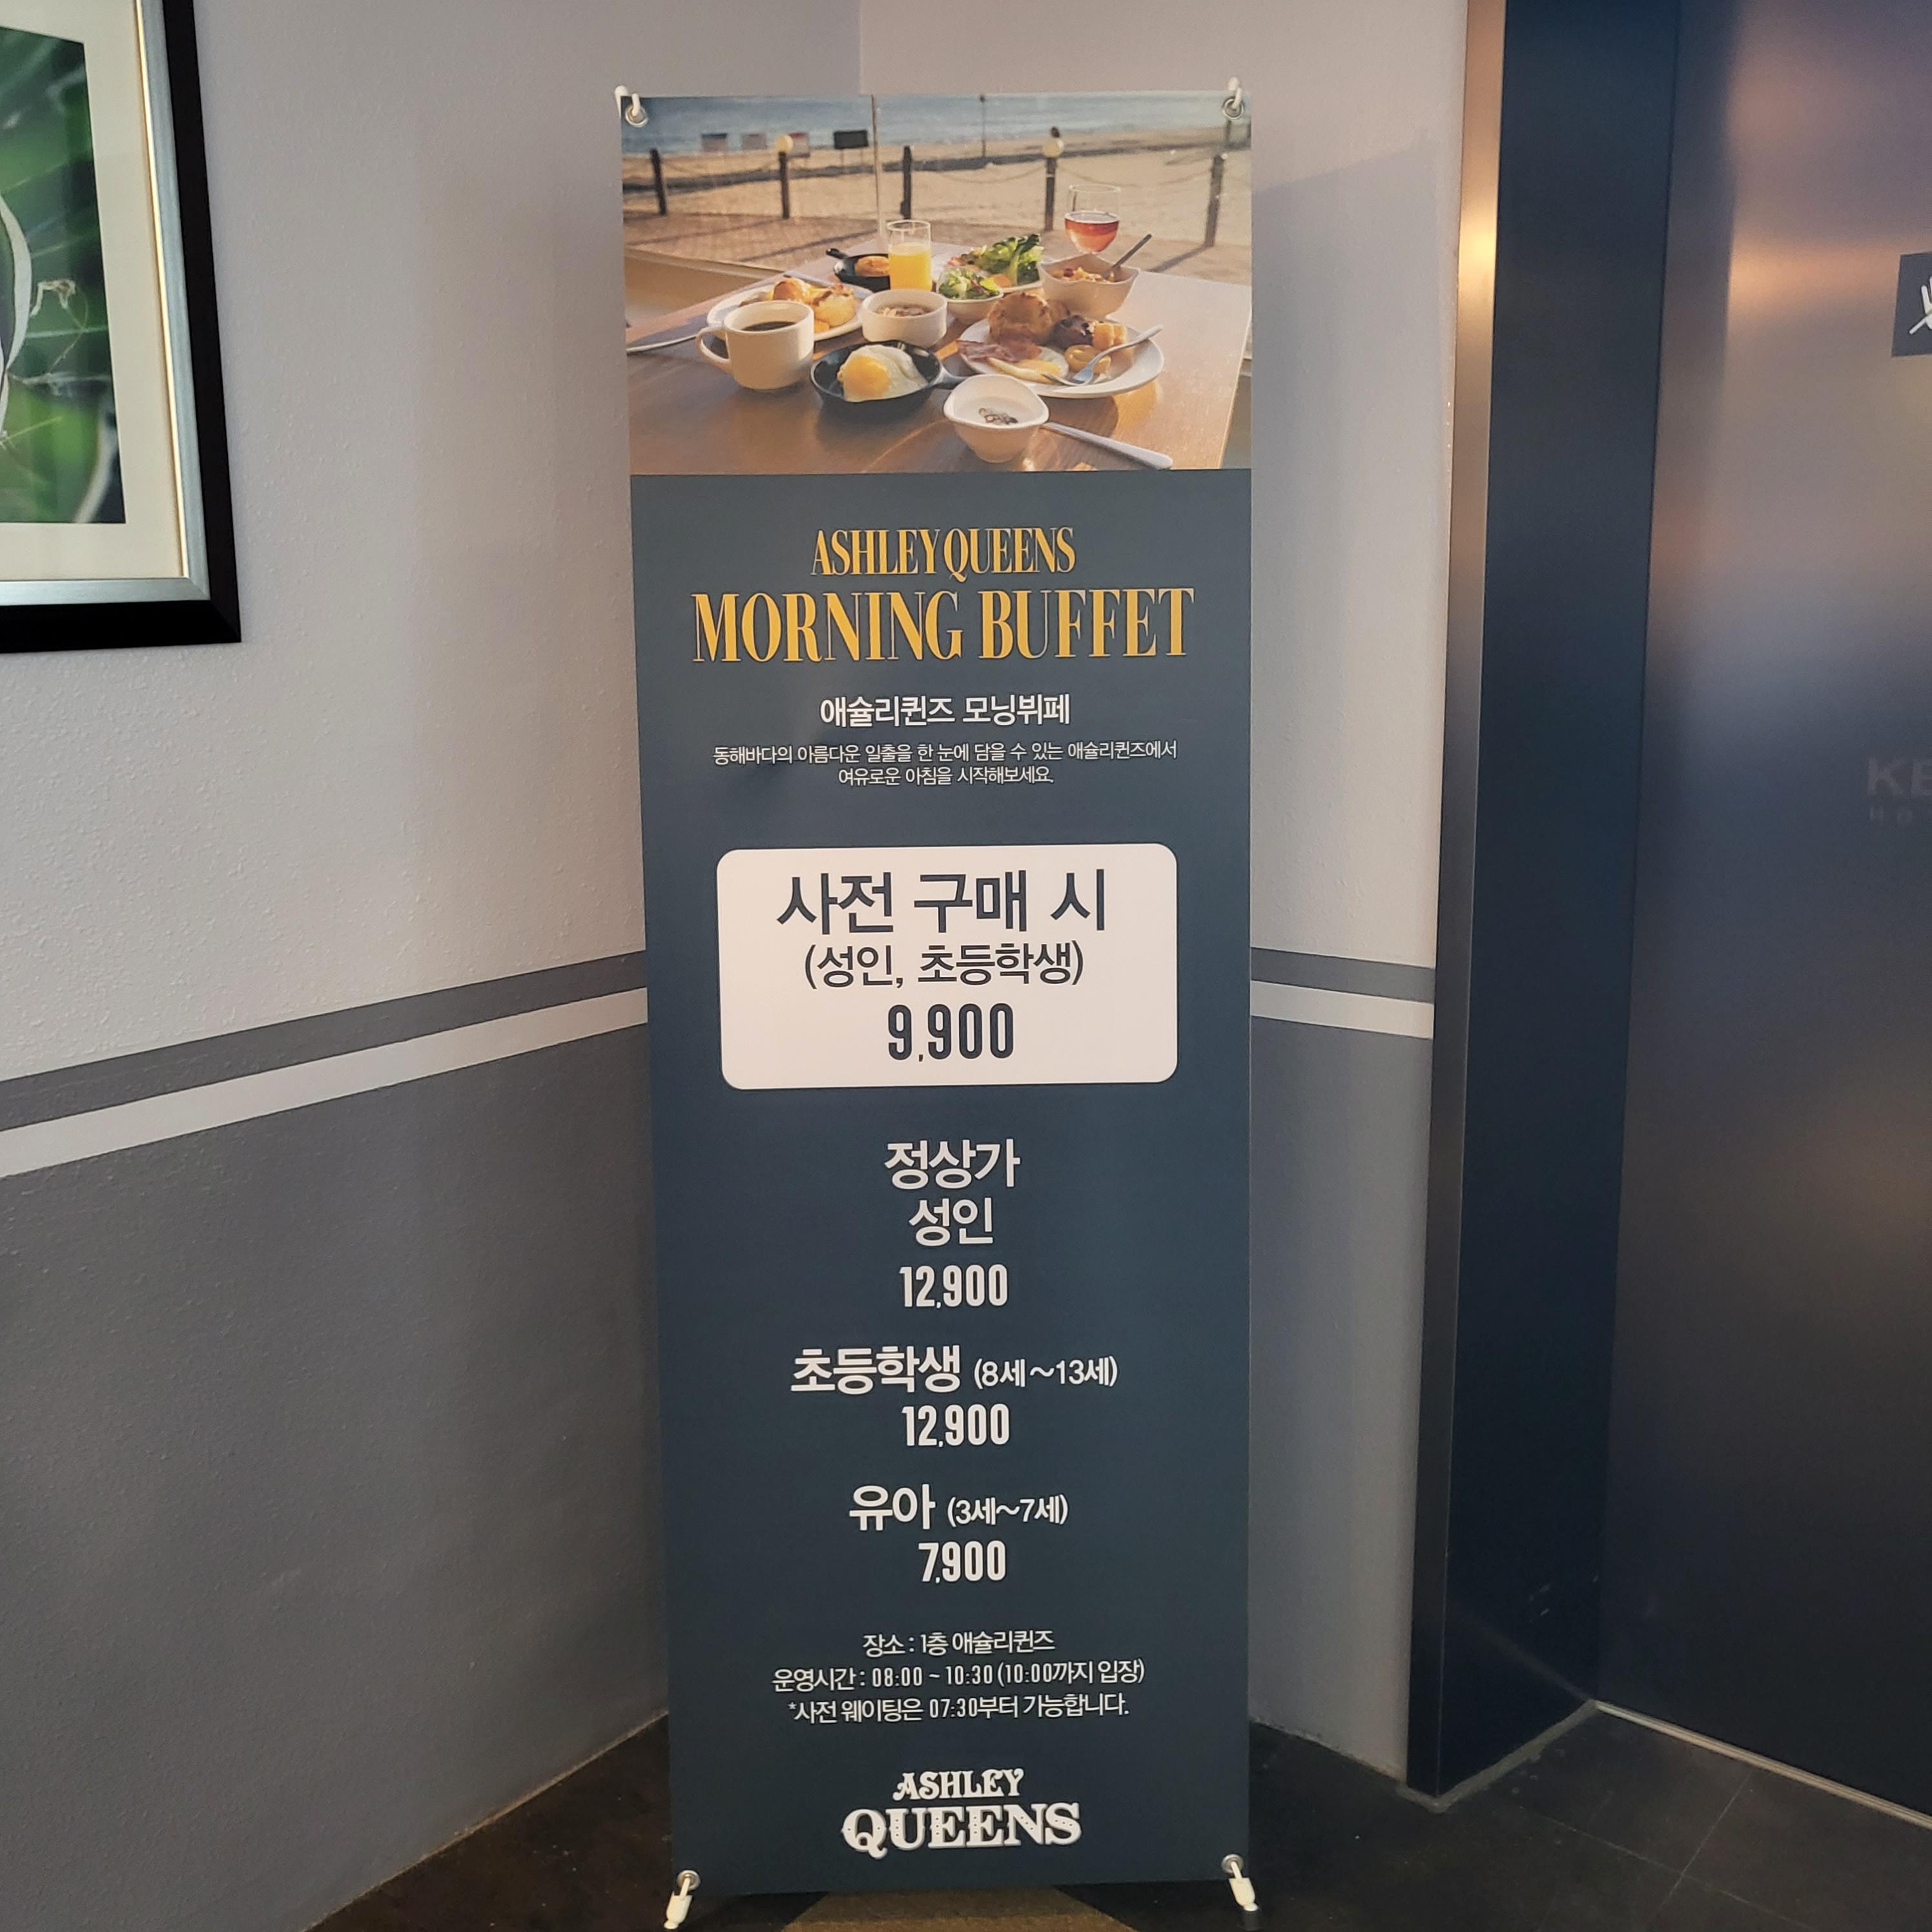 ASHLEY QUEENS
MORNING BUFFET
애슐리퀸즈 모닝뷔페
동해바다의 아름다운 일출을 한 눈에 담을 수 있는 애슐리퀸즈에서
여유로운 아침을 시작해보세요.
사전 구매 시
(성인, 초등학생)
9,900
정상가
성인
12,900
초등학생 (8세~13세)
12,900
유아 (3세~7세)
7,900
장소 : 1층 애슐리퀸즈
운영시간 : 08:00 ~ 10:30 (10:00까지 입장)
*사전 웨이팅은 07:30부터 가능합니다.
ASHLEY
QUEENS